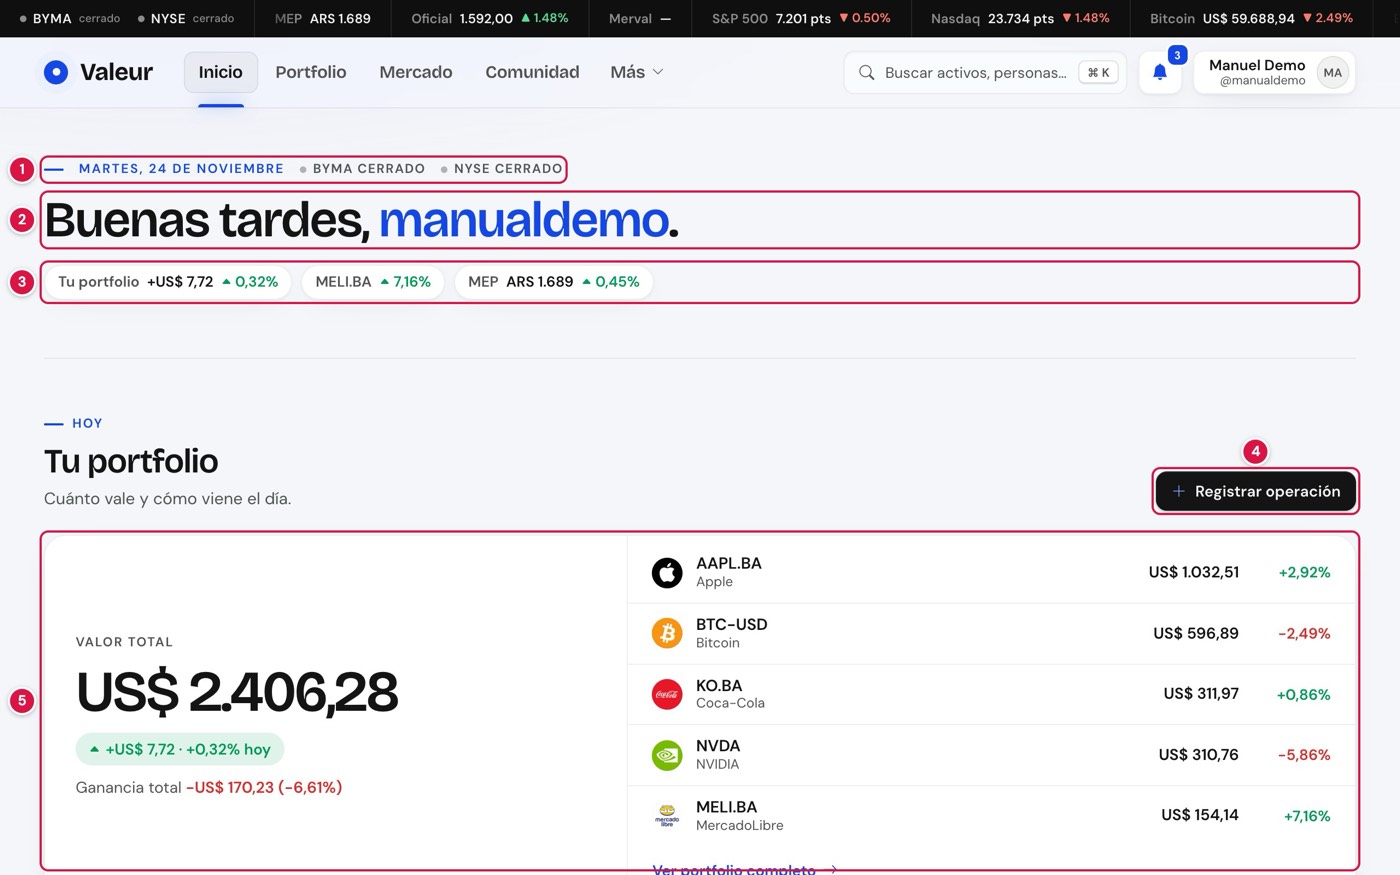 BYMA cerrado NYSE cerrado MEP ARS 1.689 Oficial 1.592,00 ▲ 1.48% Merval — S&P 500 7.201 pts ▼ 0.50% Nasdaq 23.734 pts ▼ 1.48% Bitcoin US$ 59.688,94 ▼ 2.49%
Valeur Inicio Portfolio Mercado Comunidad Más Buscar activos, personas... ⌘ K 3 Manuel Demo
@manualdemo MA
1 MARTES, 24 DE NOVIEMBRE BYMA CERRADO NYSE CERRADO
2 Buenas tardes, manualdemo.
3 Tu portfolio +US$ 7,72 ▲ 0,32% MELI.BA ▲ 7,16% MEP ARS 1.689 ▲ 0,45%
— HOY
Tu portfolio
Cuánto vale y cómo viene el día.
4
+ Registrar operación
5
VALOR TOTAL
US$ 2.406,28
▲ +US$ 7,72 · +0,32% hoy
Ganancia total −US$ 170,23 (−6,61%)
AAPL.BA US$ 1.032,51 +2,92%
Apple
BTC-USD US$ 596,89 −2,49%
Bitcoin
KO.BA US$ 311,97 +0,86%
Coca-Cola
NVDA US$ 310,76 −5,86%
NVIDIA
MELI.BA US$ 154,14 +7,16%
MercadoLibre
Ver portfolio completo →